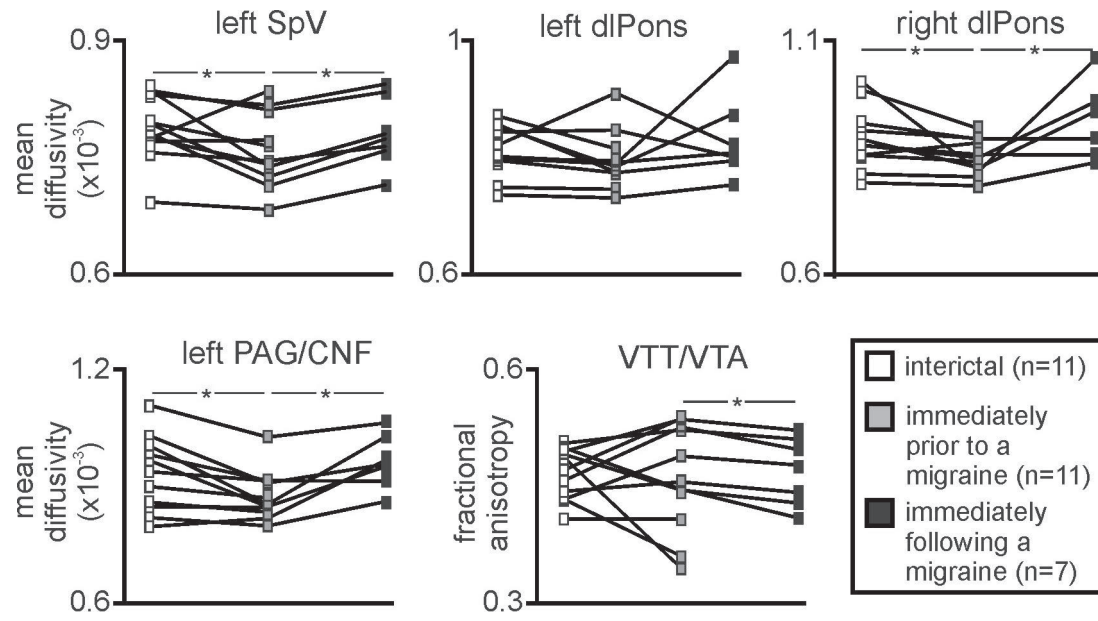 left SpV
0.9
* *
mean
diffusivity
(x10⁻³)
0.6
left dlPons
1
0.6
right dlPons
1.1
* *
0.6
left PAG/CNF
1.2
* *
mean
diffusivity
(x10⁻³)
0.6
VTT/VTA
0.6
*
fractional
anisotropy
0.3
interictal (n=11)
immediately
prior to a
migraine (n=11)
immediately
following a
migraine (n=7)